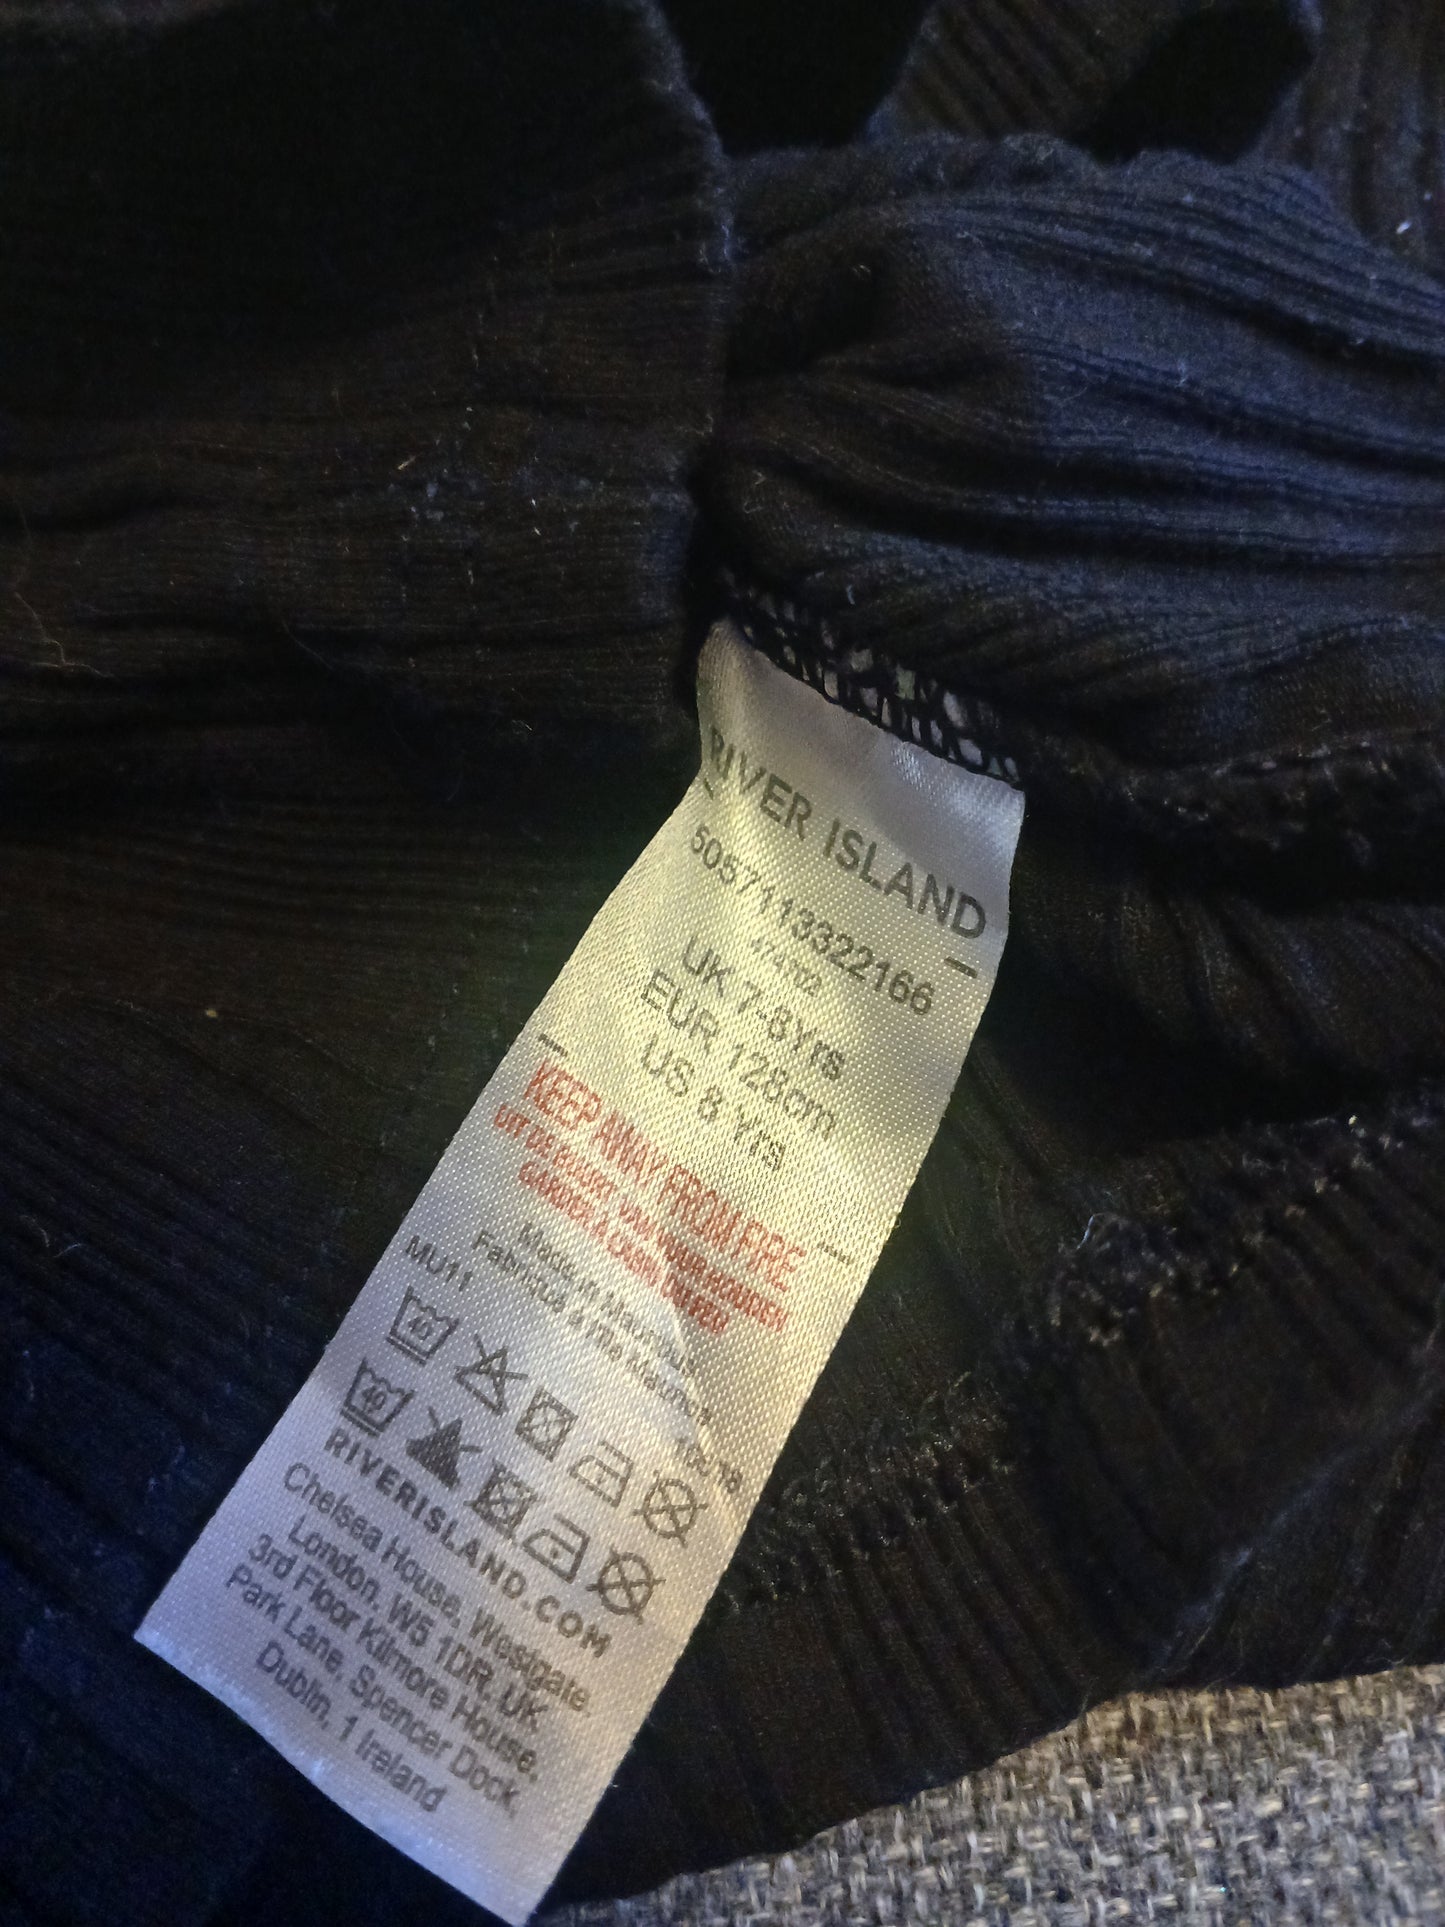 RIVER ISLAND
5057113322166
UK 7-8Yrs
EUR 128cm
US 8 Yrs
KEEP AWAY FROM FIRE
Made in
MU11
40
40
RIVERISLAND.COM
Chelsea House, Westgate
London, W5 1DR, UK
3rd Floor Kilmore House,
Park Lane, Spencer Dock,
Dublin, 1 Ireland